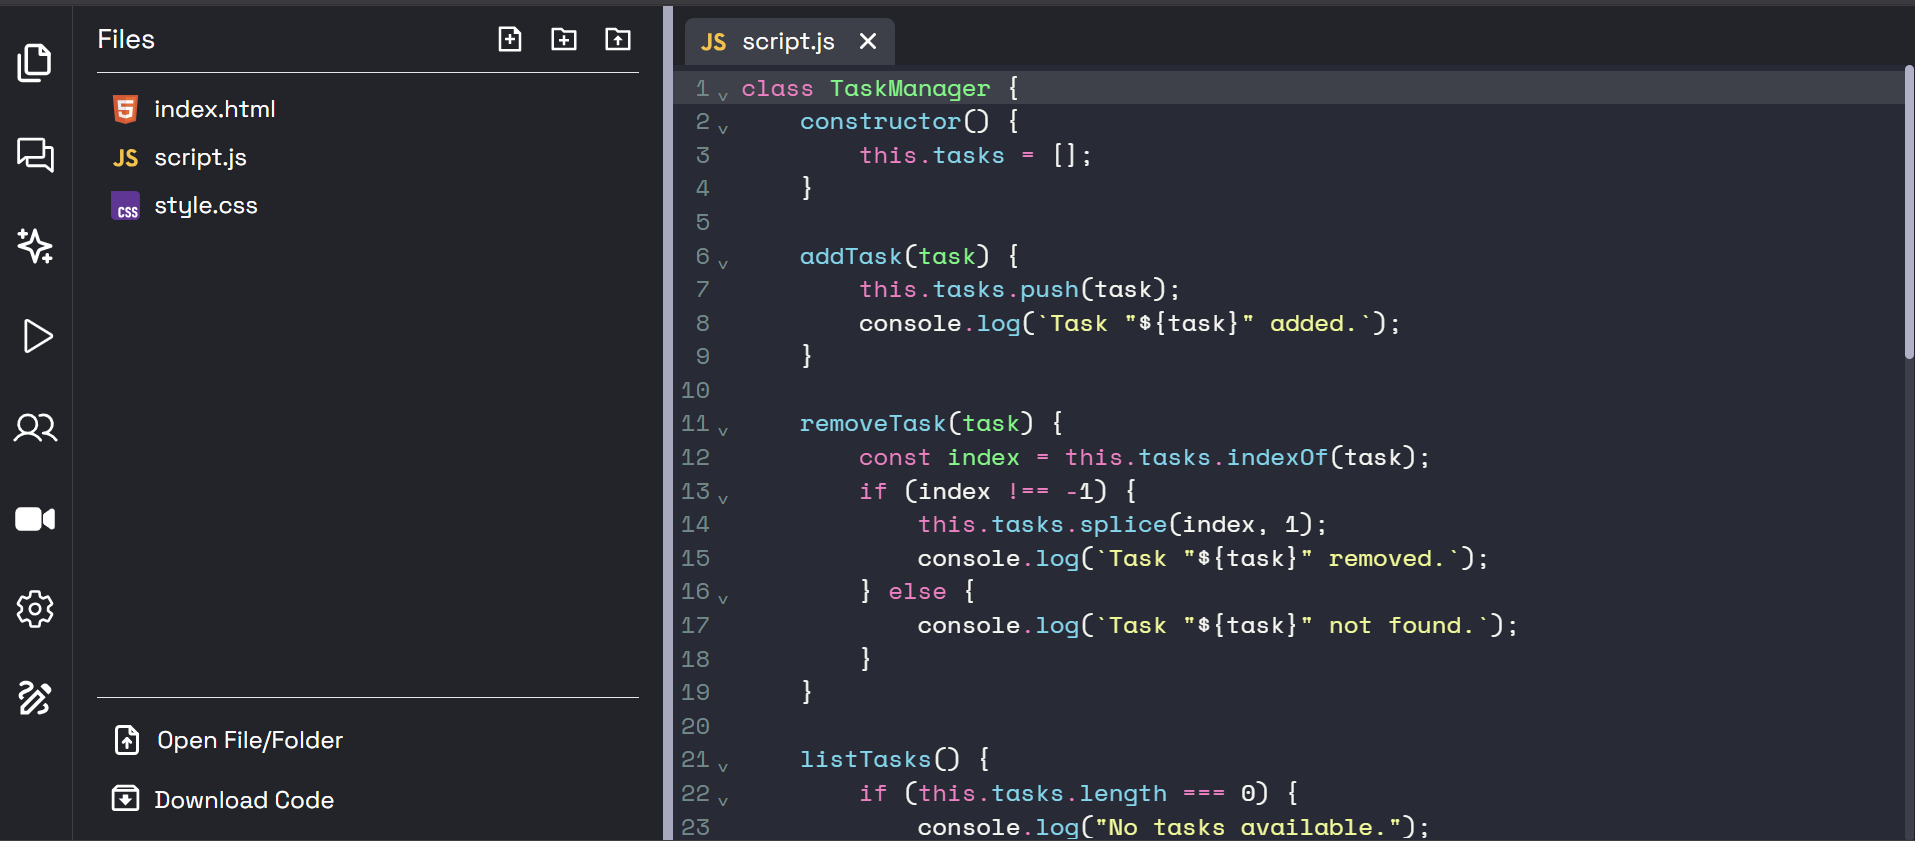 Files
index.html
JS script.js
CSS style.css
Open File/Folder
Download Code
JS script.js
1 class TaskManager {
2     constructor() {
3         this.tasks = [];
4     }
5
6     addTask(task) {
7         this.tasks.push(task);
8         console.log(`Task "${task}" added.`);
9     }
10
11     removeTask(task) {
12         const index = this.tasks.indexOf(task);
13         if (index !== -1) {
14             this.tasks.splice(index, 1);
15             console.log(`Task "${task}" removed.`);
16         } else {
17             console.log(`Task "${task}" not found.`);
18         }
19     }
20
21     listTasks() {
22         if (this.tasks.length === 0) {
23             console.log("No tasks available.");